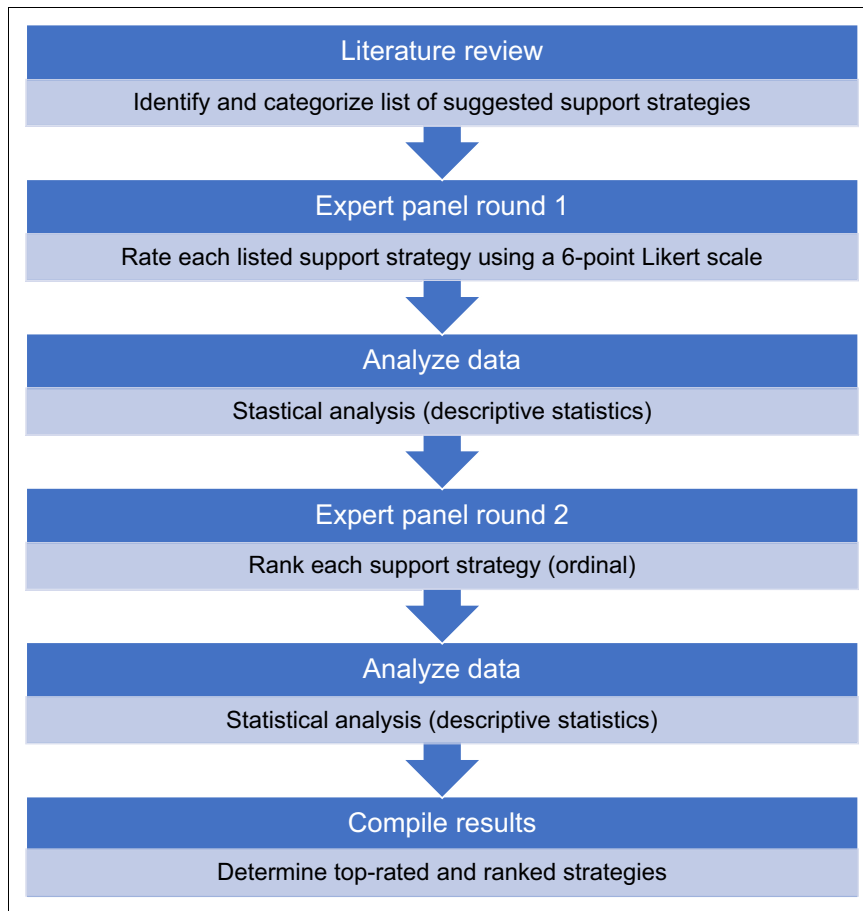 Literature review
Identify and categorize list of suggested support strategies
Expert panel round 1
Rate each listed support strategy using a 6-point Likert scale
Analyze data
Stastical analysis (descriptive statistics)
Expert panel round 2
Rank each support strategy (ordinal)
Analyze data
Statistical analysis (descriptive statistics)
Compile results
Determine top-rated and ranked strategies